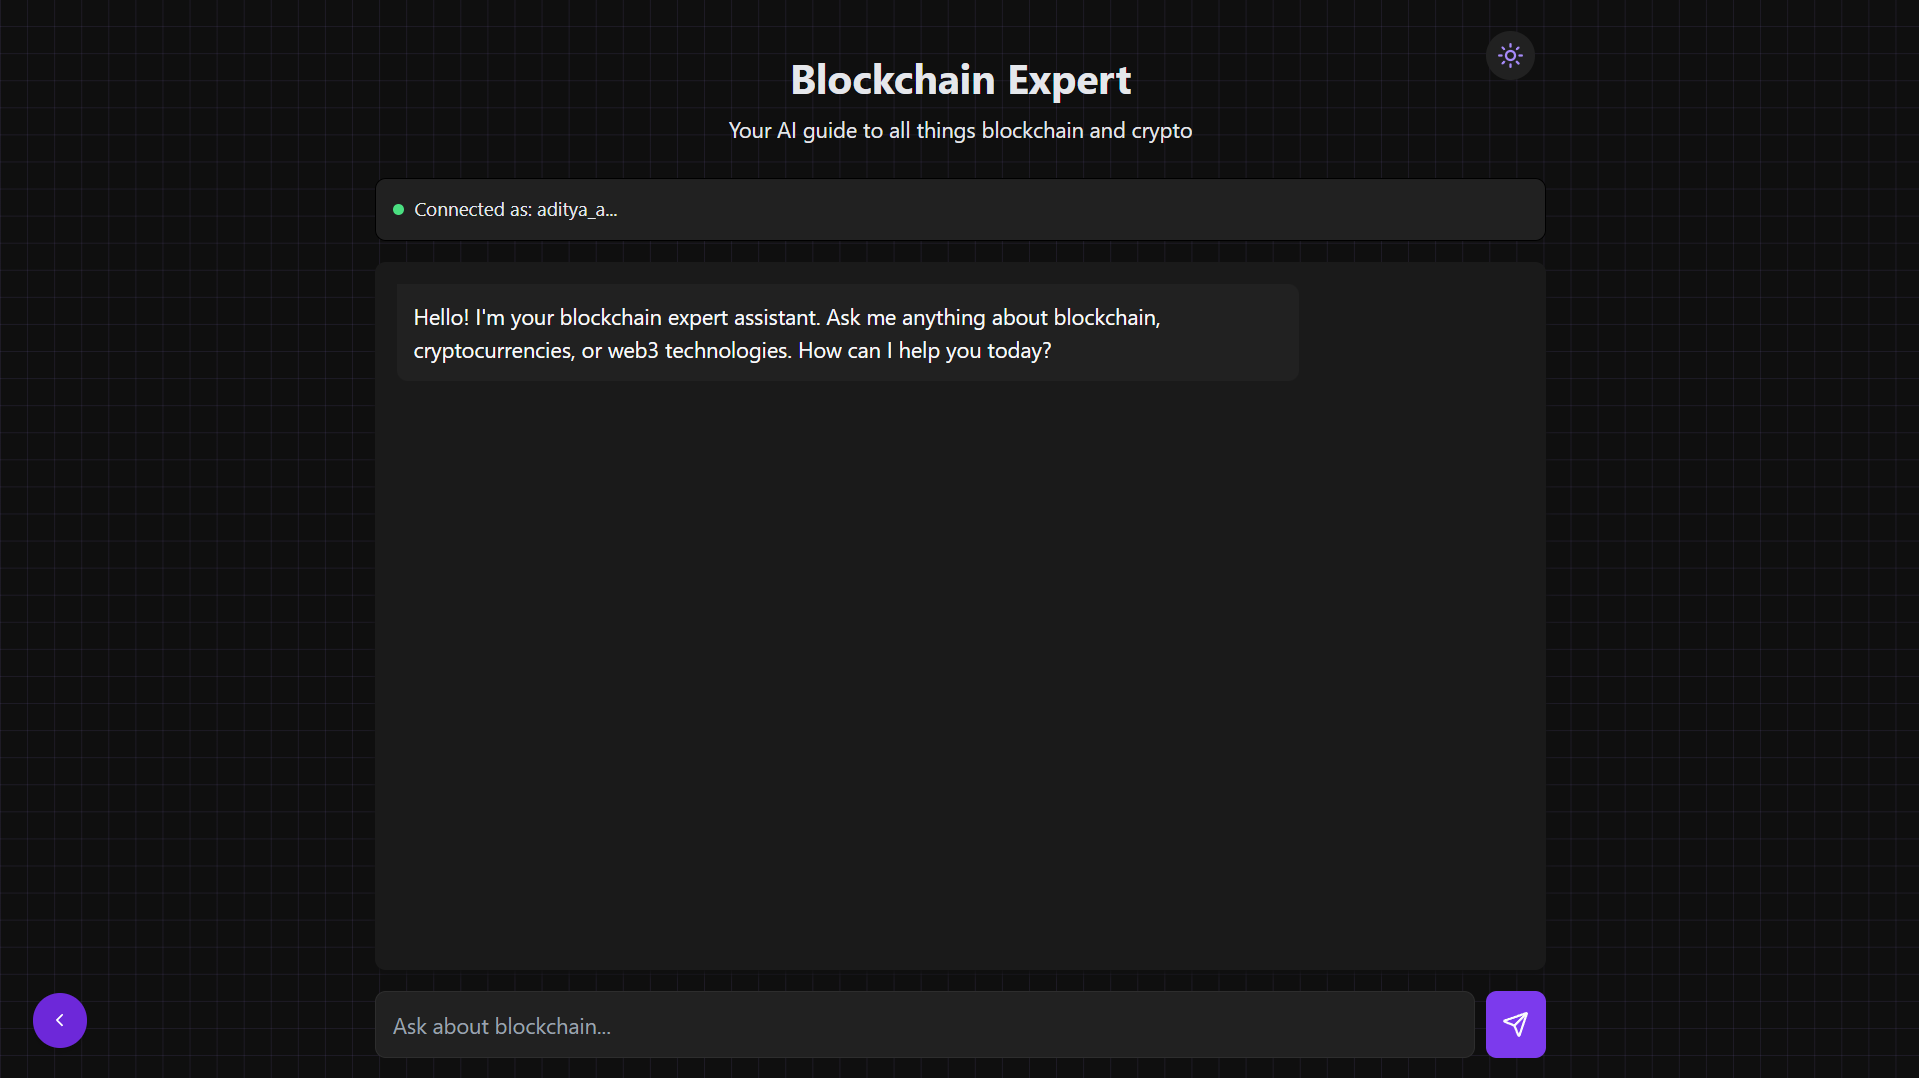 Blockchain Expert
Your AI guide to all things blockchain and crypto
Connected as: aditya_a...
Hello! I'm your blockchain expert assistant. Ask me anything about blockchain,
cryptocurrencies, or web3 technologies. How can I help you today?
Ask about blockchain...